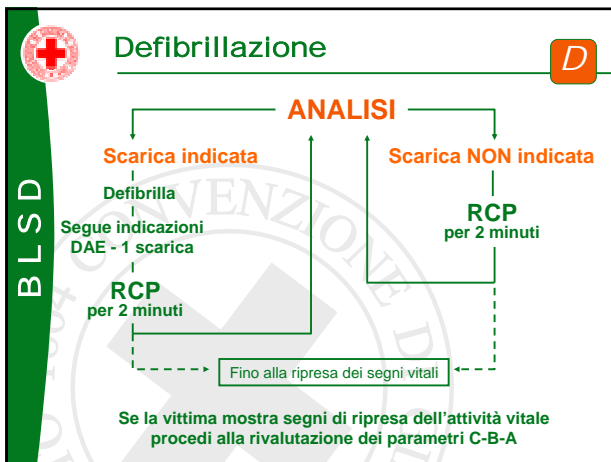 Defibrillazione
D
BLSD
ANALISI
Scarica indicata
Scarica NON indicata
Defibrilla
Segue indicazioni
DAE - 1 scarica
RCP
per 2 minuti
RCP
per 2 minuti
Fino alla ripresa dei segni vitali
Se la vittima mostra segni di ripresa dell'attività vitale
procedi alla rivalutazione dei parametri C-B-A
CONVENZIONE D